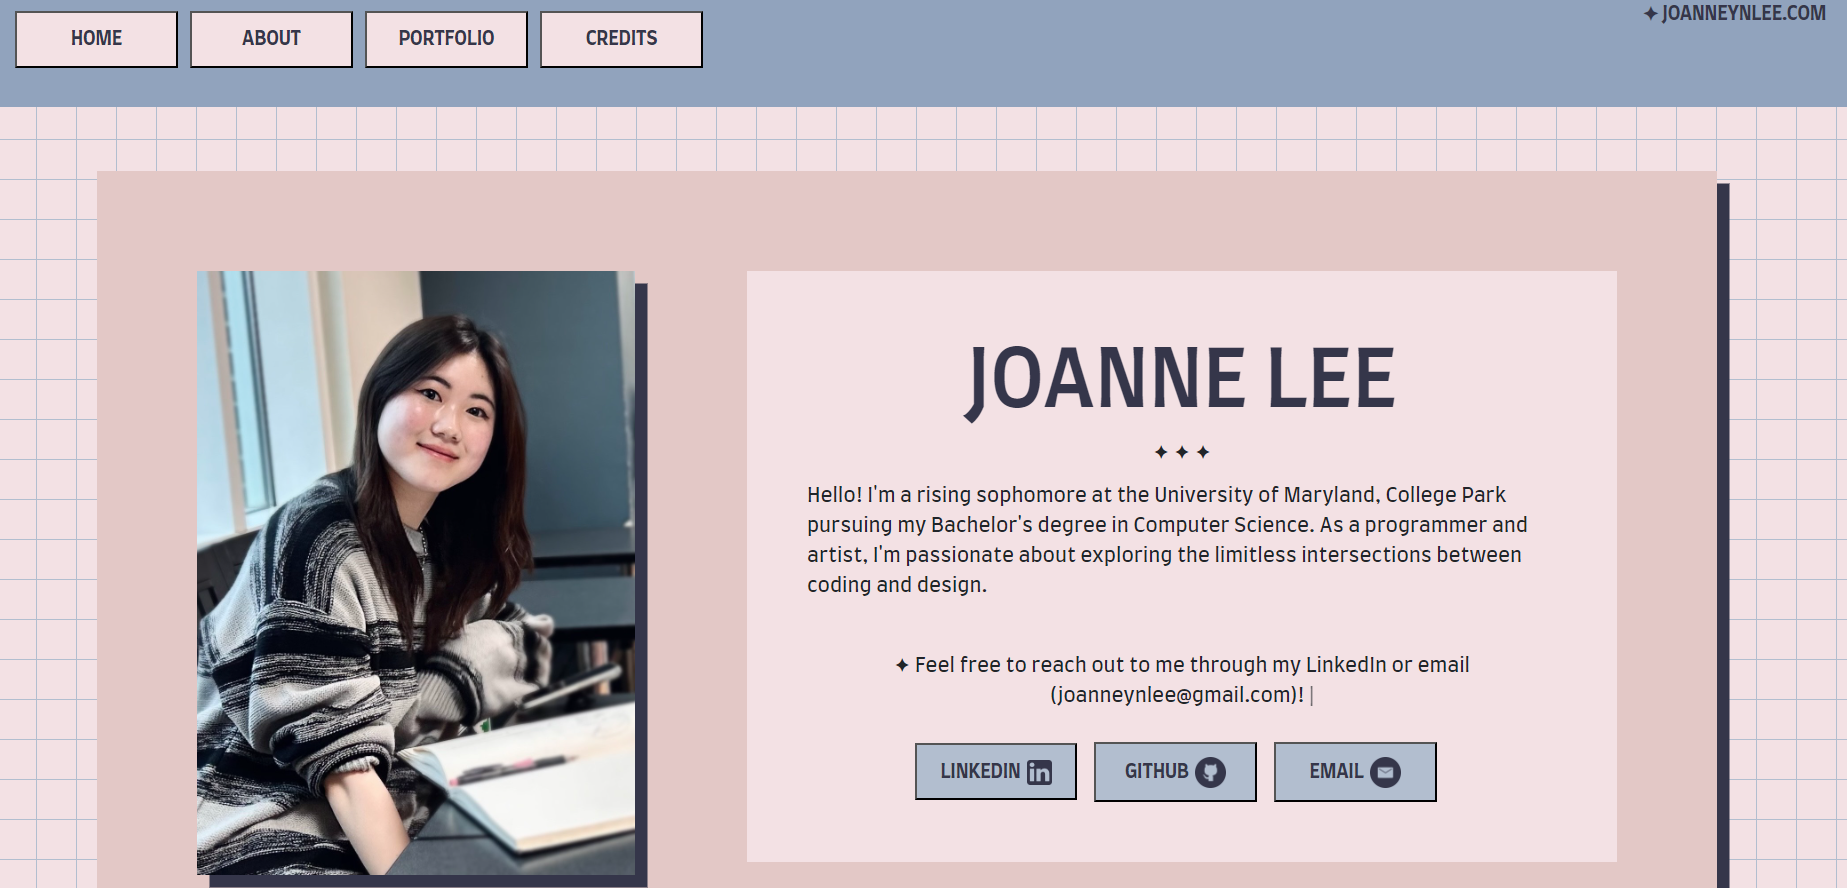 HOME ABOUT PORTFOLIO CREDITS
✦ JOANNEYNLEE.COM
JOANNE LEE
✦ ✦ ✦
Hello! I'm a rising sophomore at the University of Maryland, College Park
pursuing my Bachelor's degree in Computer Science. As a programmer and
artist, I'm passionate about exploring the limitless intersections between
coding and design.
✦ Feel free to reach out to me through my LinkedIn or email
(joanneynlee@gmail.com)! |
LINKEDIN in GITHUB EMAIL